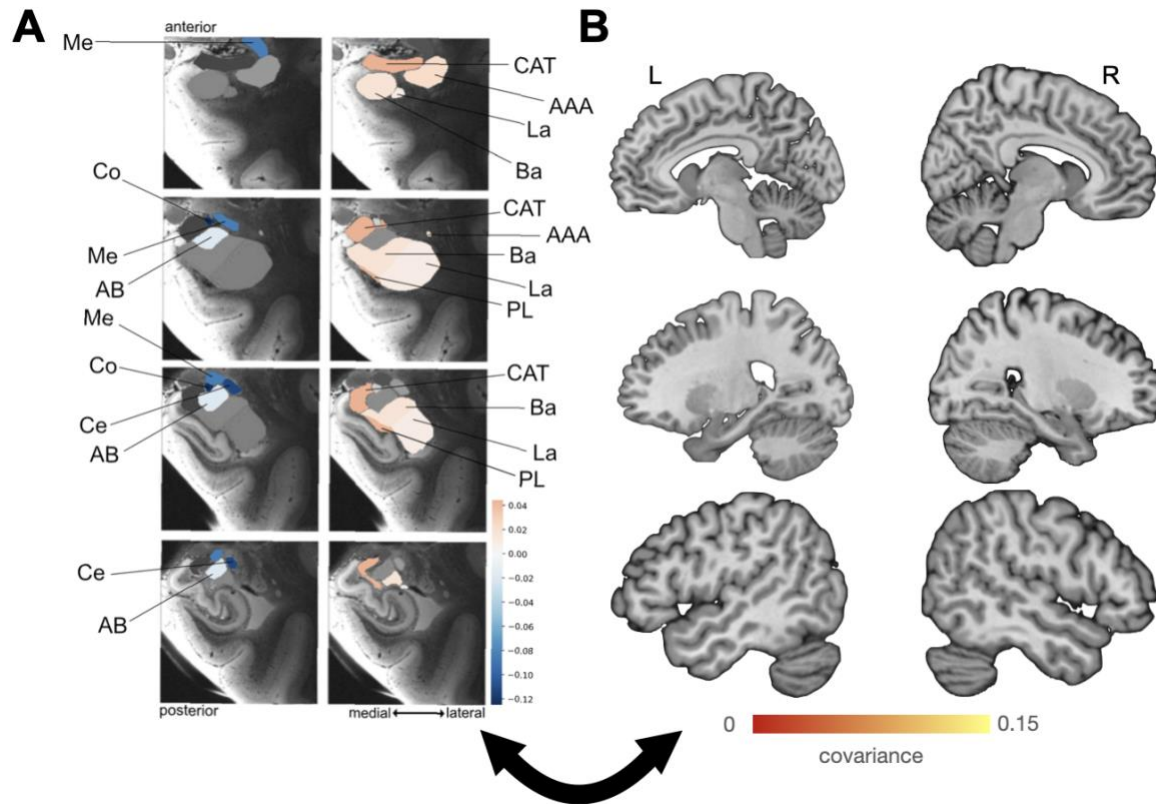 A
anterior
Me
CAT
AAA
La
Ba
Co
Me
AB
CAT
AAA
Ba
La
PL
Me
Co
Ce
AB
CAT
Ba
La
PL
Ce
AB
0.04
0.02
0.00
−0.02
−0.04
−0.06
−0.08
−0.10
−0.12
posterior
medial
lateral
B
L
R
0
0.15
covariance